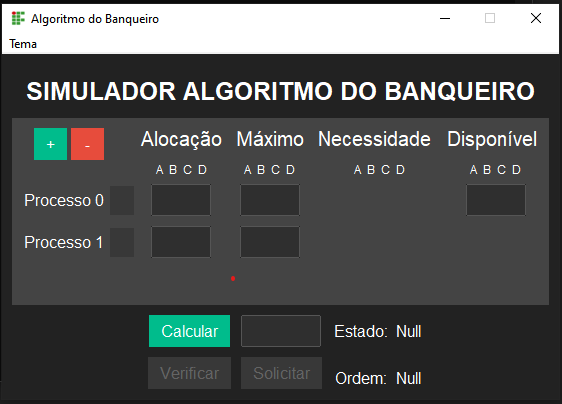 Algoritmo do Banqueiro
Tema
SIMULADOR ALGORITMO DO BANQUEIRO
+ - Alocação Máximo Necessidade Disponível
A B C D A B C D A B C D A B C D
Processo 0
Processo 1
Calcular Estado: Null
Verificar Solicitar Ordem: Null